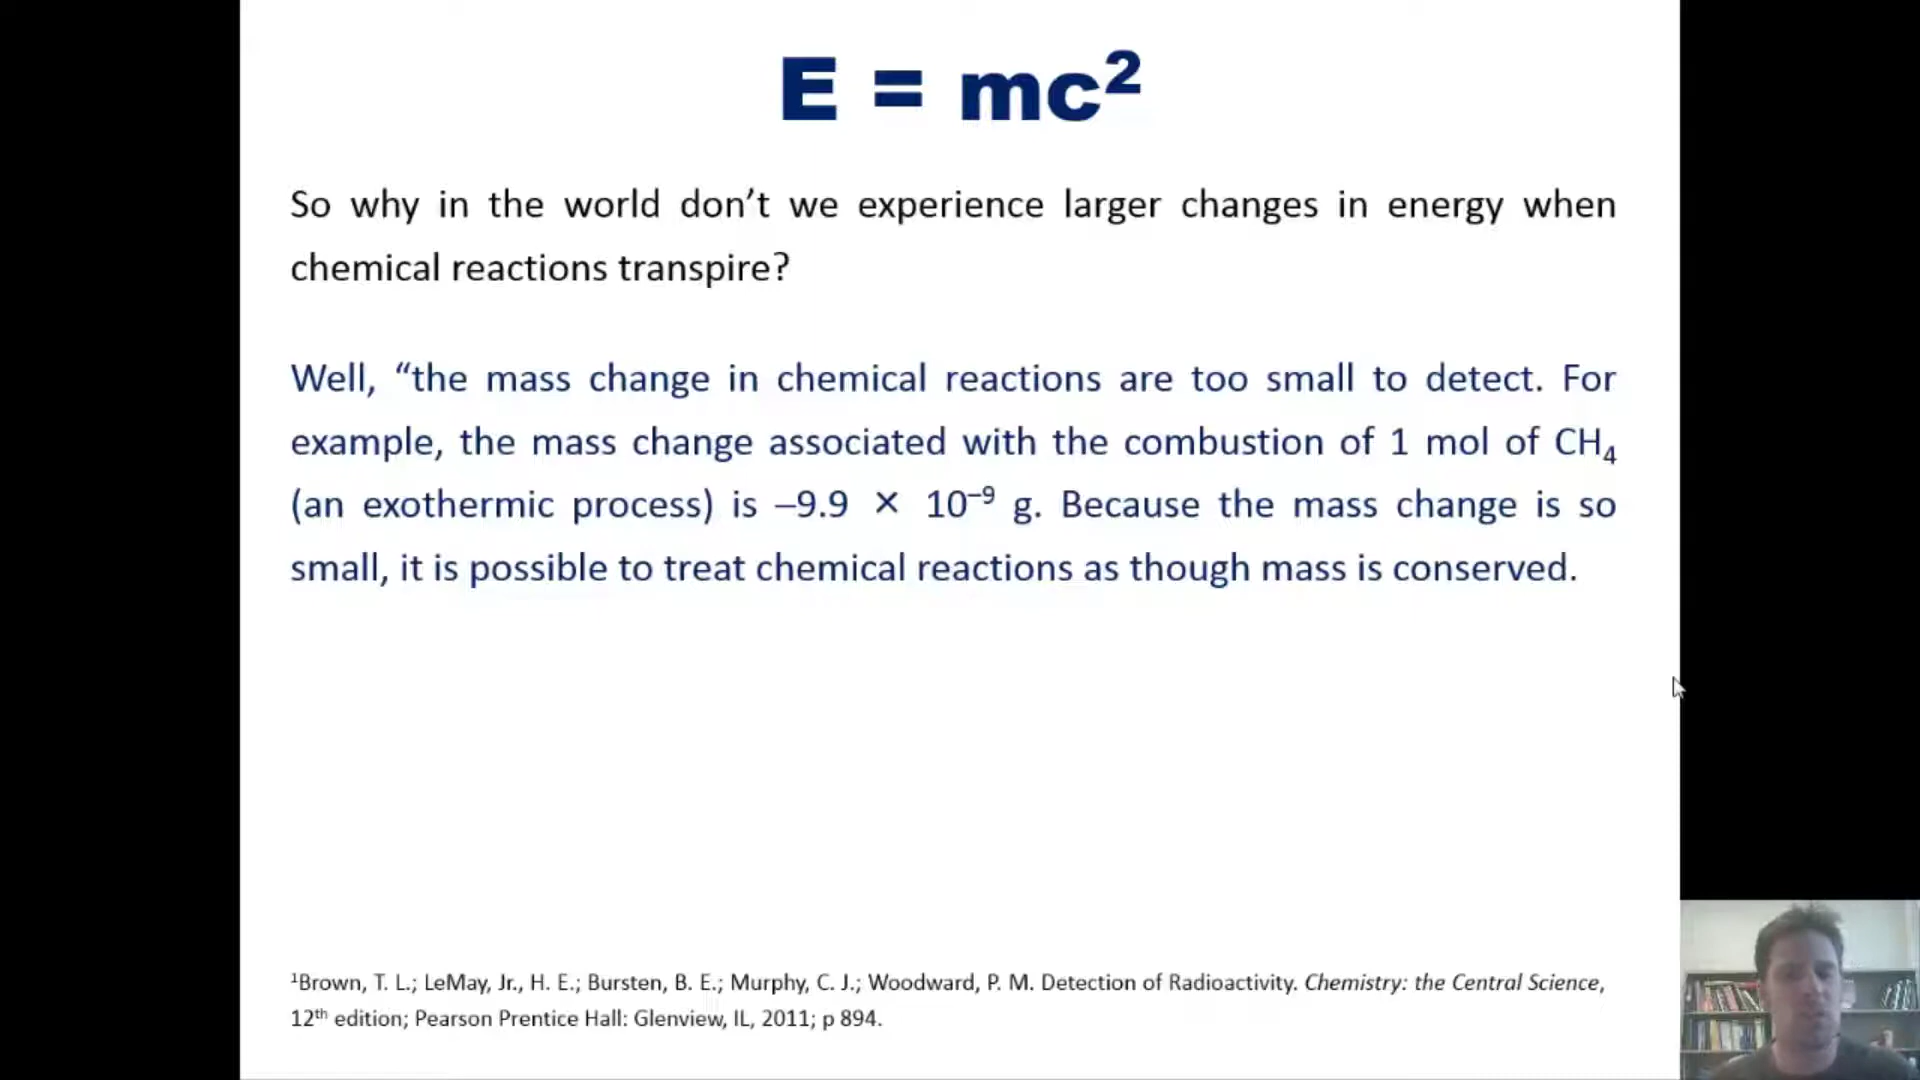 E = mc²
So why in the world don’t we experience larger changes in energy when
chemical reactions transpire?
Well, “the mass change in chemical reactions are too small to detect. For
example, the mass change associated with the combustion of 1 mol of CH₄
(an exothermic process) is –9.9 × 10⁻⁹ g. Because the mass change is so
small, it is possible to treat chemical reactions as though mass is conserved.
¹Brown, T. L.; LeMay, Jr., H. E.; Bursten, B. E.; Murphy, C. J.; Woodward, P. M. Detection of Radioactivity. Chemistry: the Central Science,
12th edition; Pearson Prentice Hall: Glenview, IL, 2011; p 894.